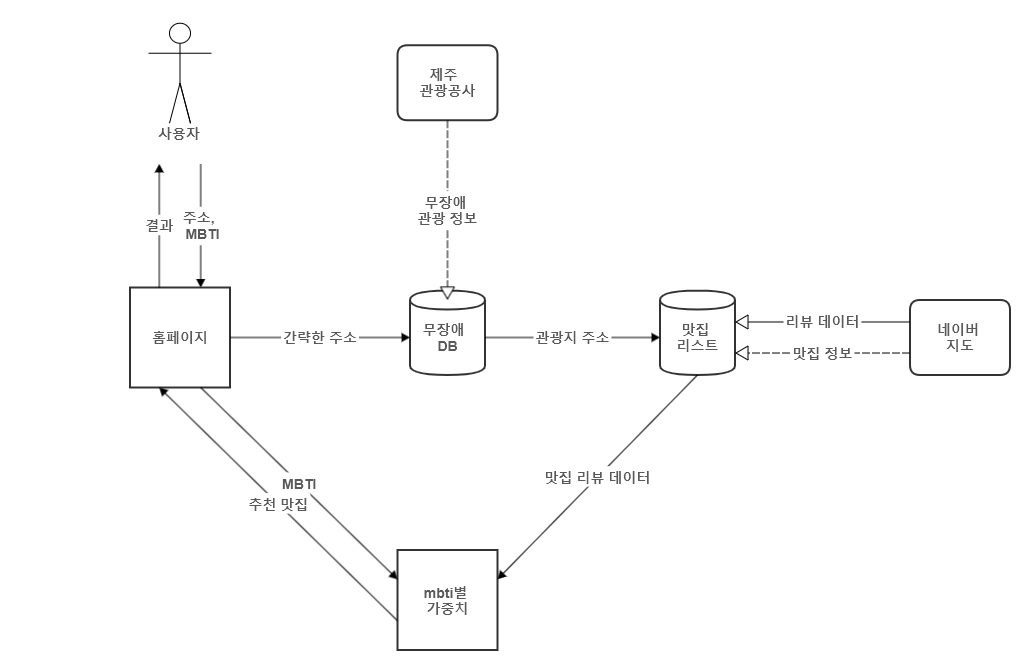 제주
관광공사
사용자
무장애
관광 정보
결과
주소,
MBTI
홈페이지
간략한 주소
무장애
DB
관광지 주소
맛집
리스트
리뷰 데이터
맛집 정보
네이버
지도
MBTI
추천 맛집
맛집 리뷰 데이터
mbti별
가중치